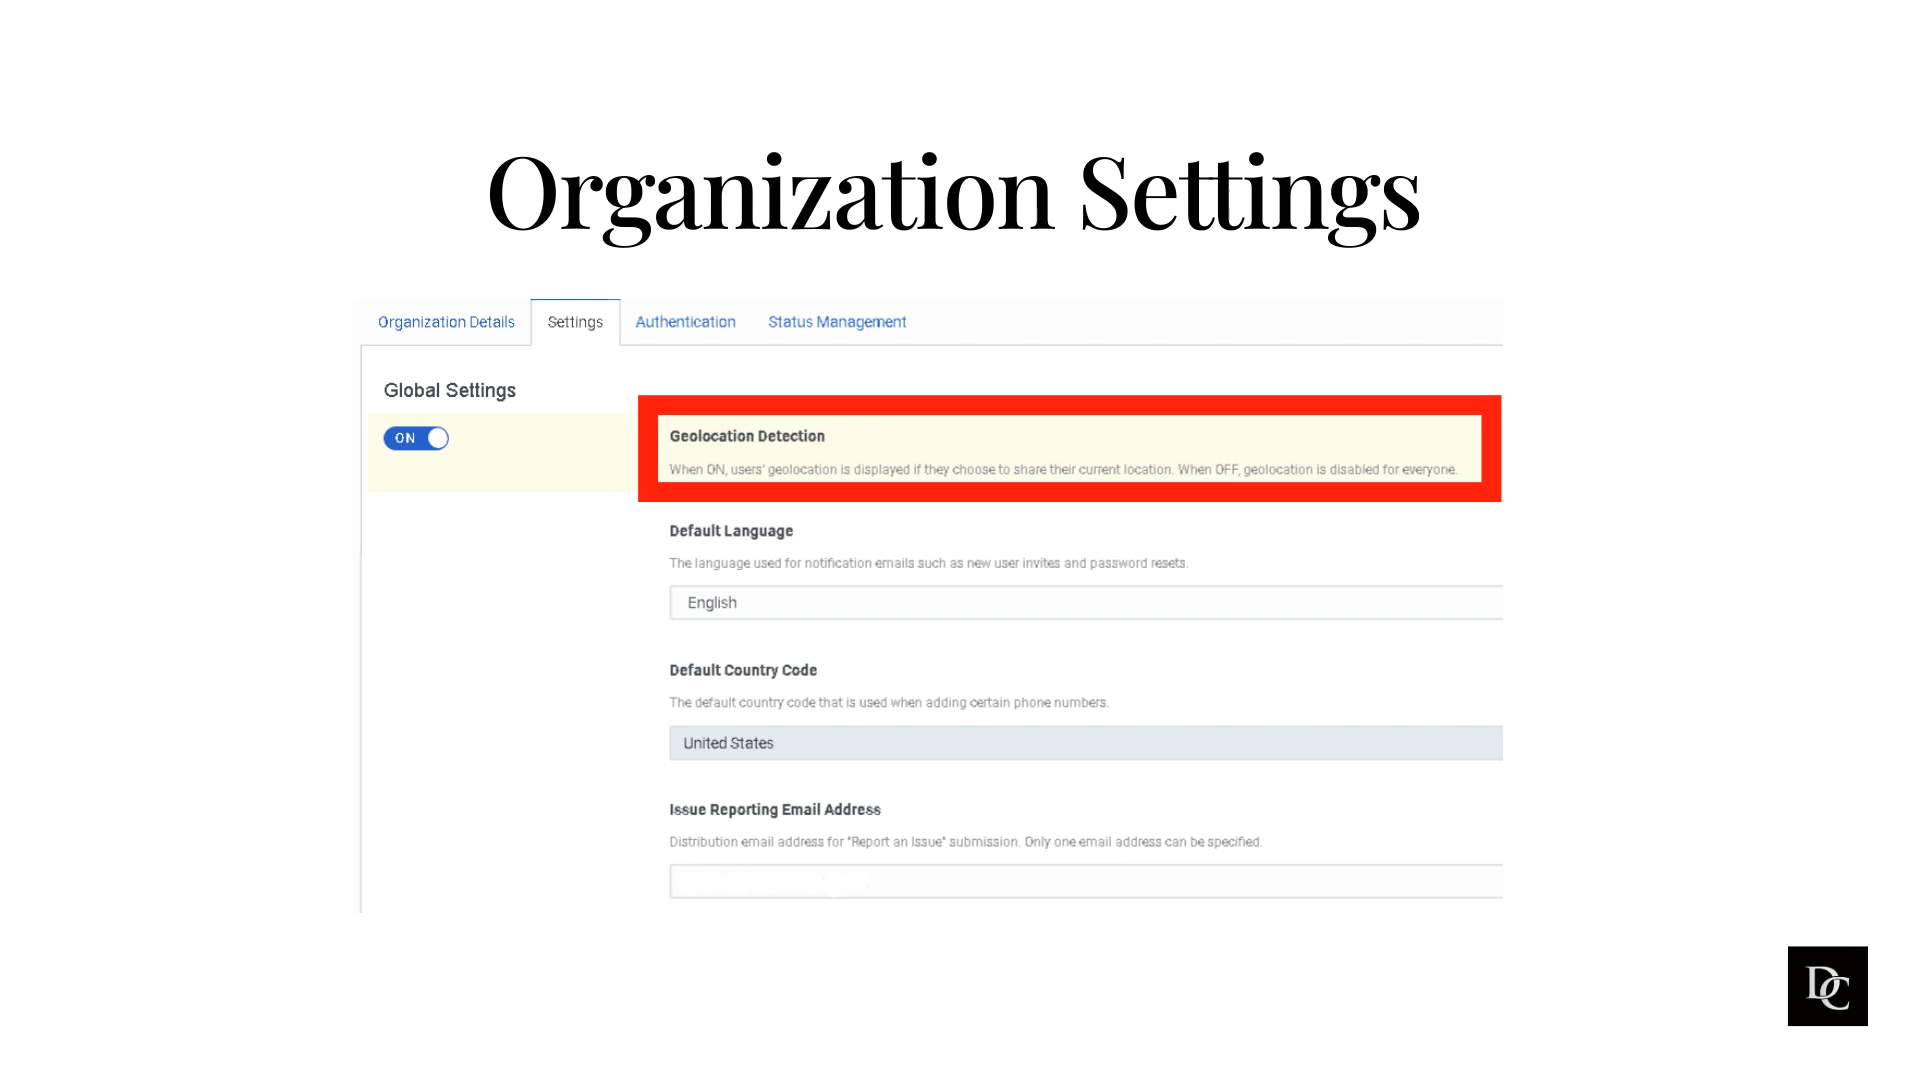 Organization Settings
Organization Details Settings Authentication Status Management
Global Settings
ON
Geolocation Detection
When ON, users' geolocation is displayed if they choose to share their current location. When OFF, geolocation is disabled for everyone.
Default Language
The language used for notification emails such as new user invites and password resets.
English
Default Country Code
The default country code that is used when adding certain phone numbers.
United States
Issue Reporting Email Address
Distribution email address for "Report an Issue" submission. Only one email address can be specified.
DC